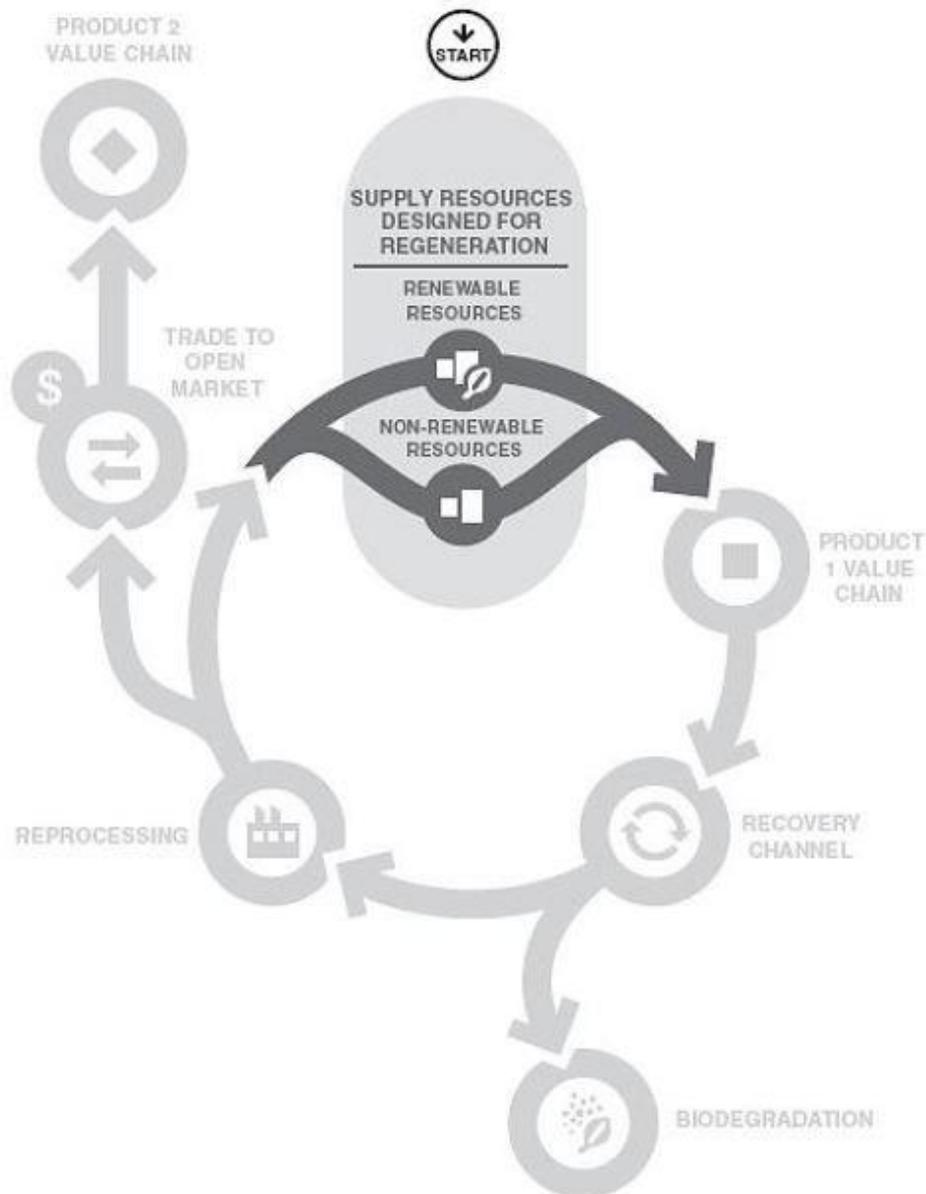 PRODUCT 2
VALUE CHAIN
START
SUPPLY RESOURCES
DESIGNED FOR
REGENERATION
RENEWABLE
RESOURCES
TRADE TO
OPEN
MARKET
$
NON-RENEWABLE
RESOURCES
PRODUCT
1 VALUE
CHAIN
REPROCESSING
RECOVERY
CHANNEL
BIODEGRADATION